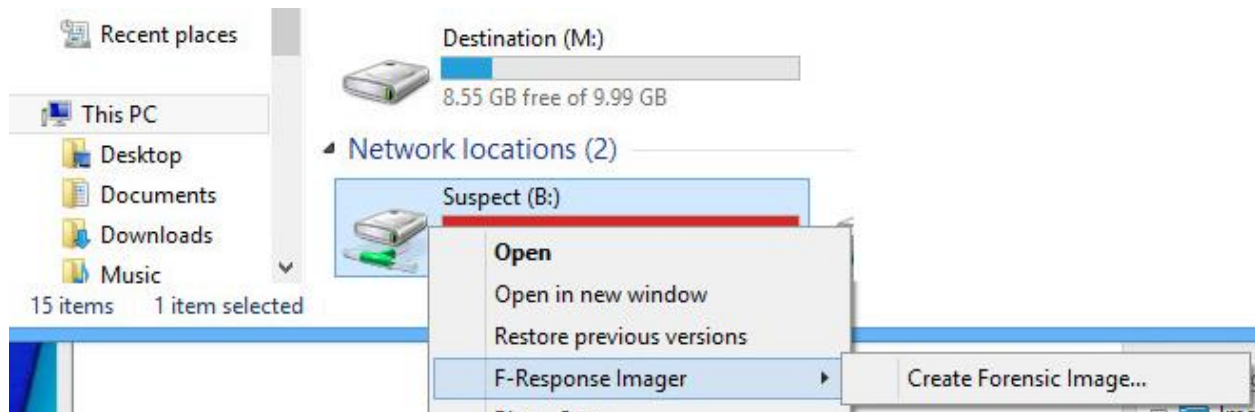 Recent places
This PC
Desktop
Documents
Downloads
Music
15 items 1 item selected
Destination (M:)
8.55 GB free of 9.99 GB
Network locations (2)
Suspect (B:)
Open
Open in new window
Restore previous versions
F-Response Imager
Create Forensic Image...